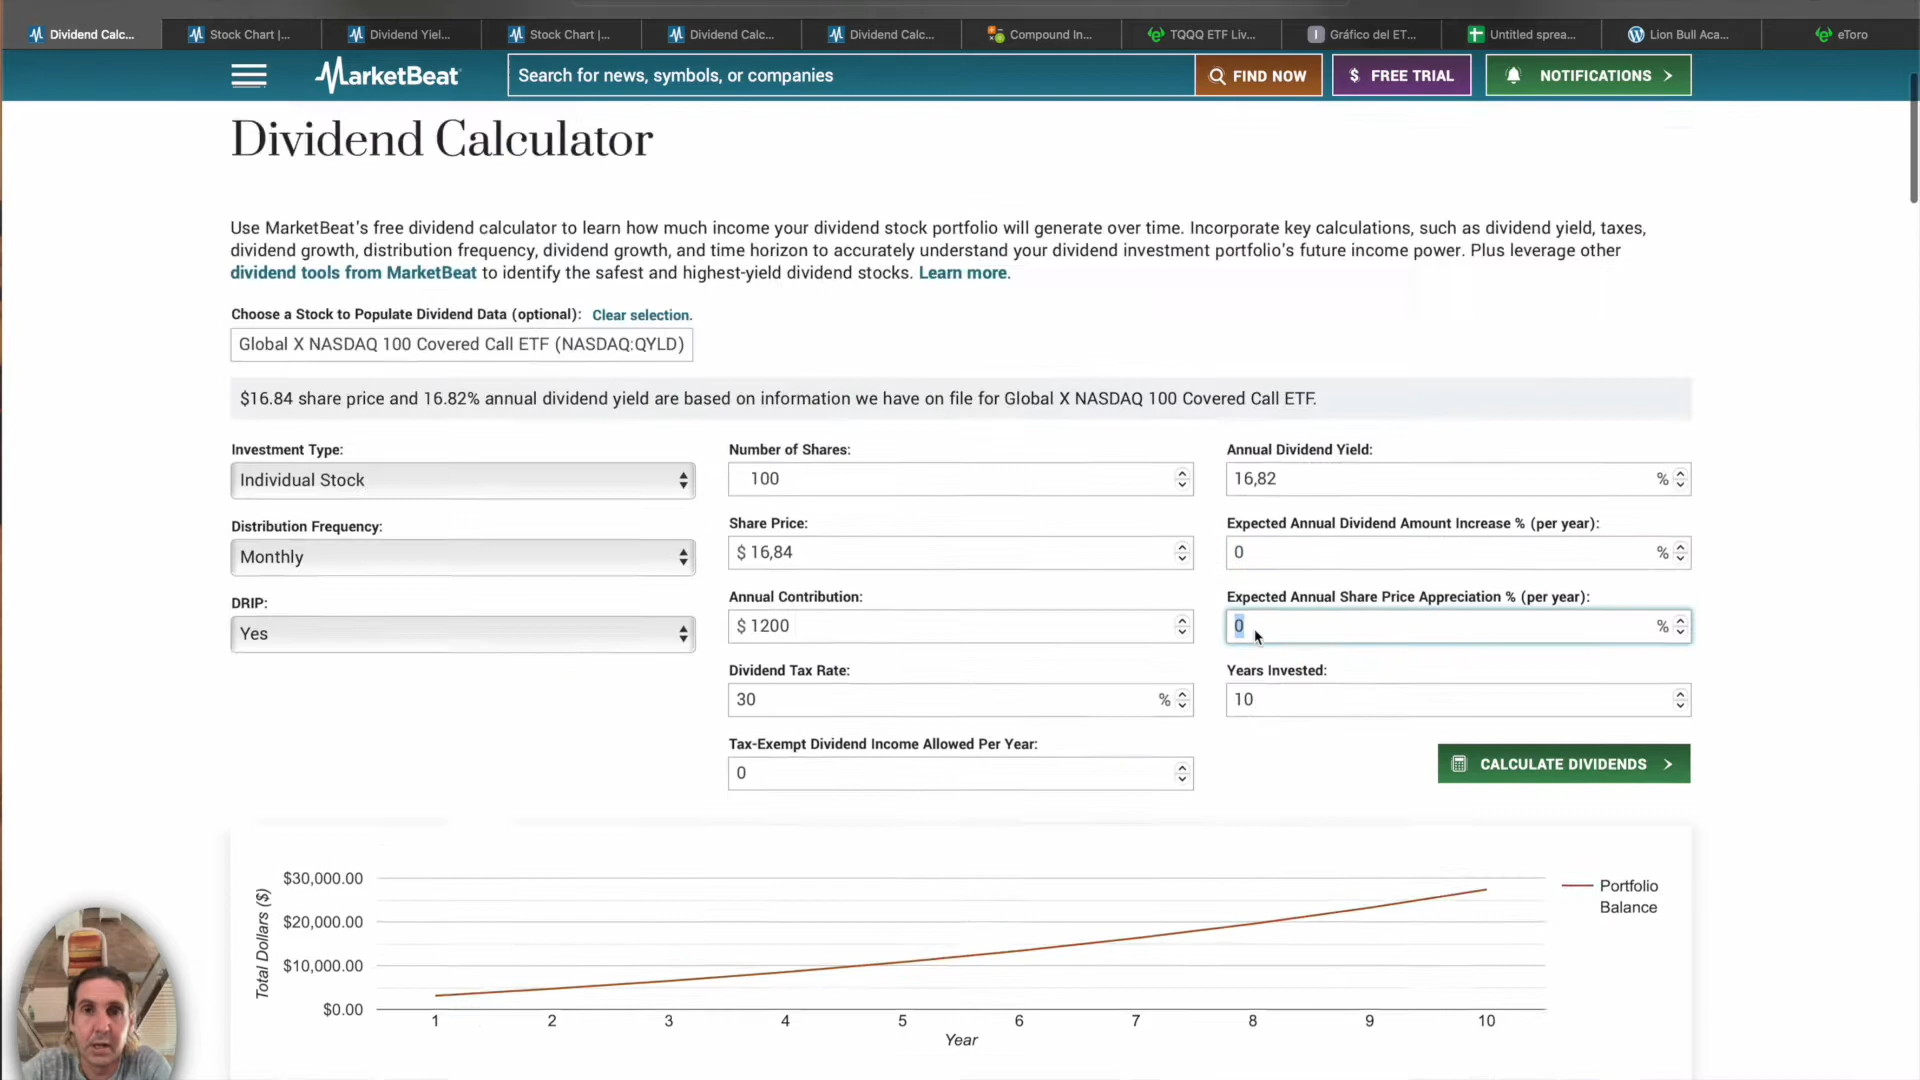 Dividend Calc...
Stock Chart |...
Dividend Yiel...
Stock Chart |...
Dividend Calc...
Dividend Calc...
Compound In...
TQQQ ETF Liv...
Gráfico del ET...
Untitled sprea...
Lion Bull Aca...
eToro
MarketBeat
Search for news, symbols, or companies
FIND NOW
$ FREE TRIAL
NOTIFICATIONS
Dividend Calculator
Use MarketBeat's free dividend calculator to learn how much income your dividend stock portfolio will generate over time. Incorporate key calculations, such as dividend yield, taxes,
dividend growth, distribution frequency, dividend growth, and time horizon to accurately understand your dividend investment portfolio's future income power. Plus leverage other
dividend tools from MarketBeat to identify the safest and highest-yield dividend stocks. Learn more.
Choose a Stock to Populate Dividend Data (optional): Clear selection.
Global X NASDAQ 100 Covered Call ETF (NASDAQ:QYLD)
$16.84 share price and 16.82% annual dividend yield are based on information we have on file for Global X NASDAQ 100 Covered Call ETF.
Investment Type:
Individual Stock
Distribution Frequency:
Monthly
DRIP:
Yes
Number of Shares:
100
Share Price:
$ 16,84
Annual Contribution:
$ 1200
Dividend Tax Rate:
30 %
Tax-Exempt Dividend Income Allowed Per Year:
0
Annual Dividend Yield:
16,82 %
Expected Annual Dividend Amount Increase % (per year):
0 %
Expected Annual Share Price Appreciation % (per year):
0 %
Years Invested:
10
CALCULATE DIVIDENDS
Total Dollars ($)
$30,000.00
$20,000.00
$10,000.00
$0.00
1 2 3 4 5 6 7 8 9 10
Year
Portfolio
Balance